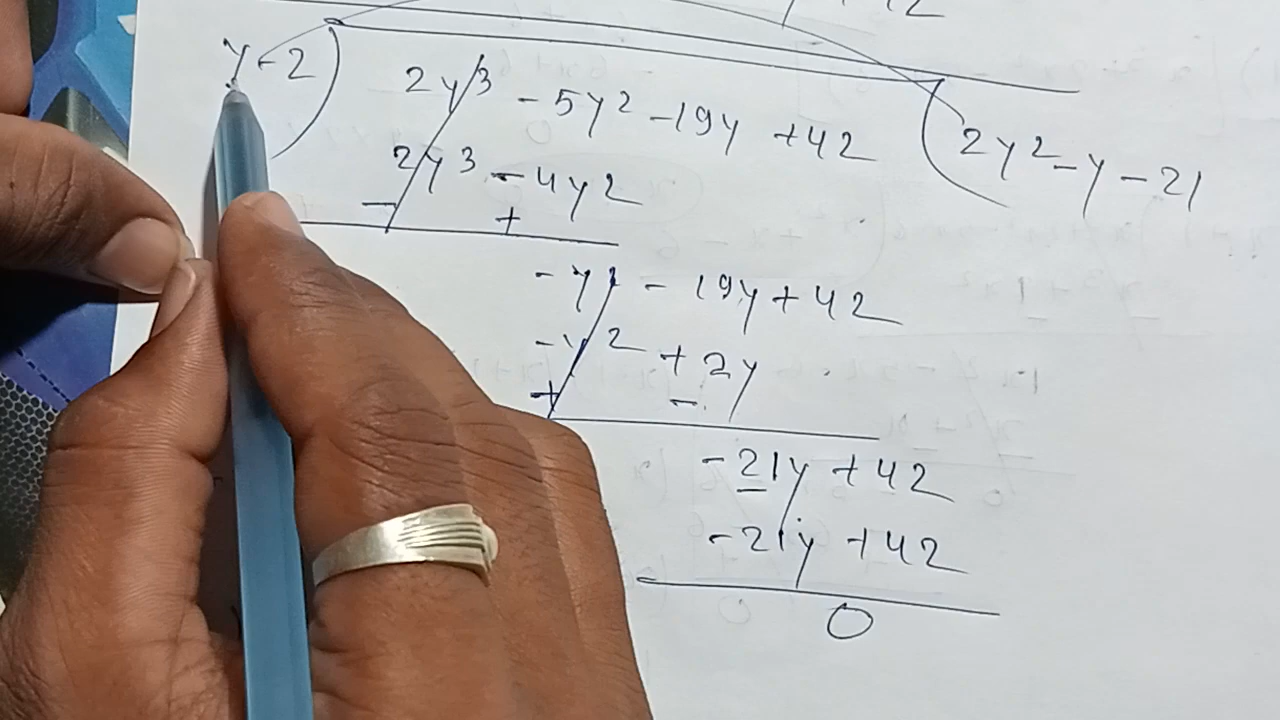 y - 2 ) 2y³ - 5y² - 19y + 42 ( 2y² - y - 21
2y³ - 4y²
- +
- y² - 19y + 42
- y² + 2y
+ -
- 21y + 42
- 21y + 42
0